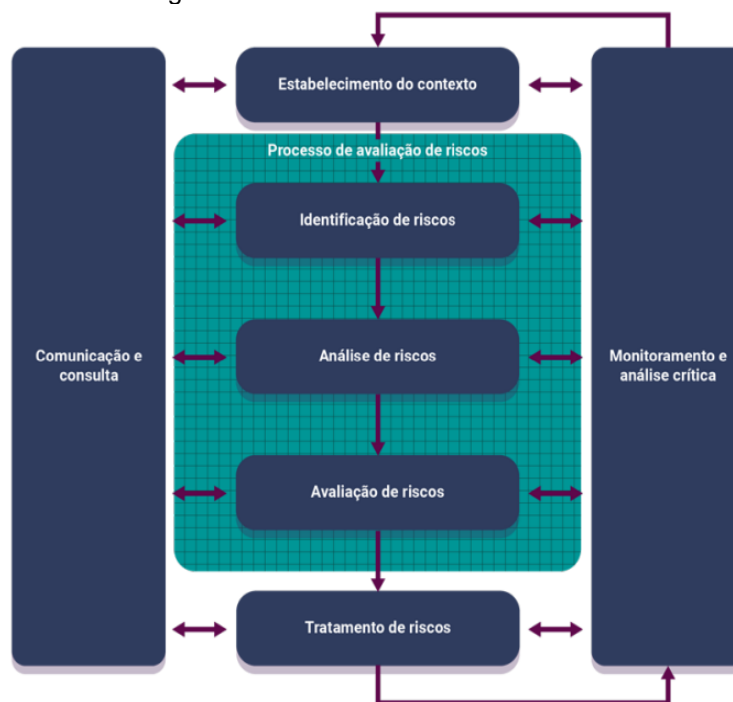 Estabelecimento do contexto
Processo de avaliação de riscos
Identificação de riscos
Comunicação e
consulta
Análise de riscos
Monitoramento e
análise crítica
Avaliação de riscos
Tratamento de riscos